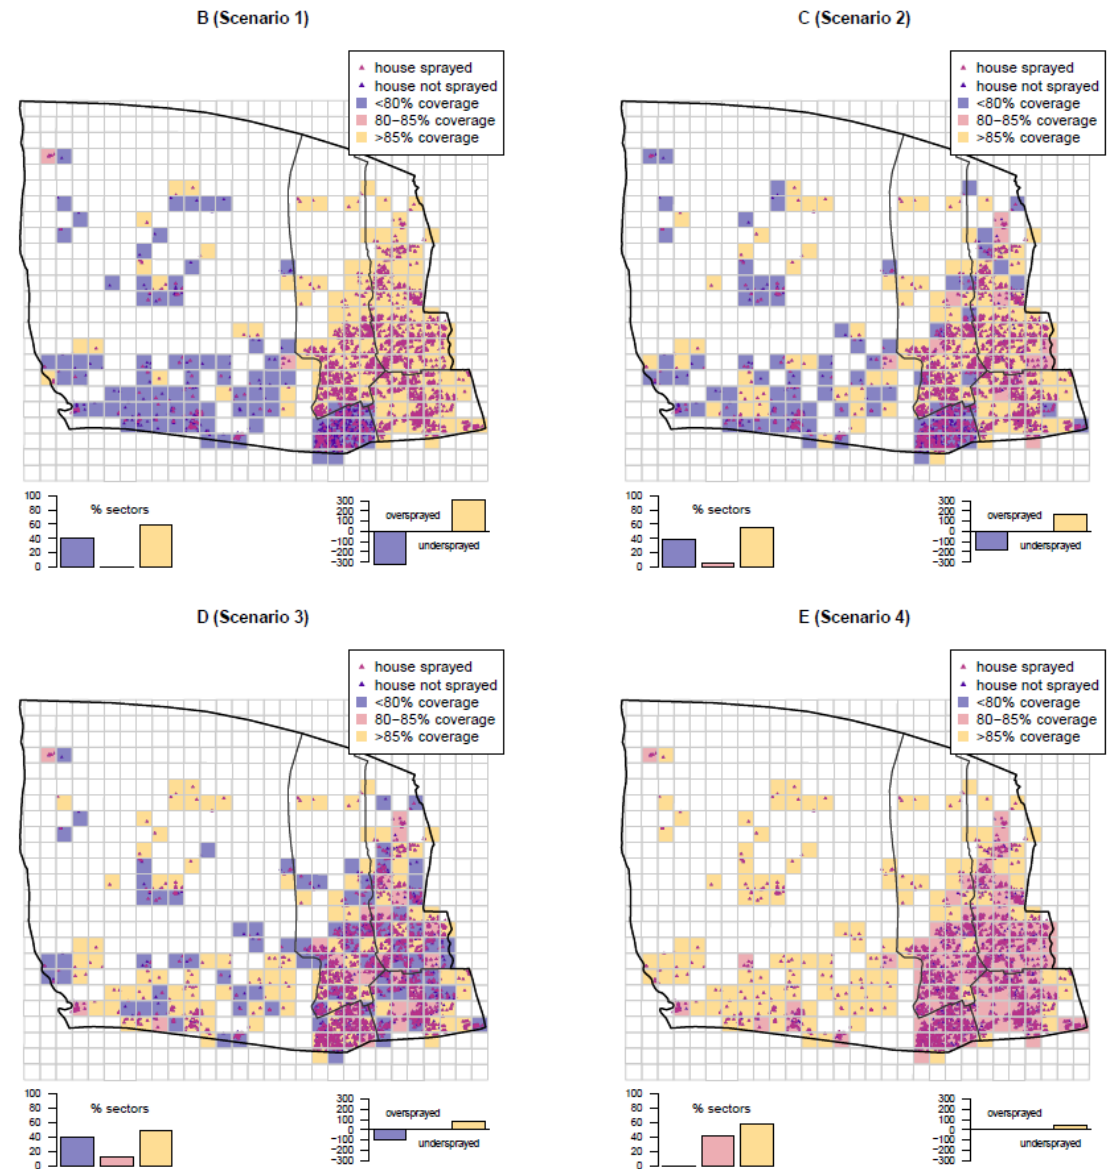 B (Scenario 1)
house sprayed
house not sprayed
<80% coverage
80–85% coverage
>85% coverage
100
80
60
40
20
0
% sectors
300
200
100
0
−100
−200
−300
oversprayed
undersprayed
C (Scenario 2)
house sprayed
house not sprayed
<80% coverage
80–85% coverage
>85% coverage
100
80
60
40
20
0
% sectors
300
200
100
0
−100
−200
−300
oversprayed
undersprayed
D (Scenario 3)
house sprayed
house not sprayed
<80% coverage
80–85% coverage
>85% coverage
100
80
60
40
20
0
% sectors
300
200
100
0
−100
−200
−300
oversprayed
undersprayed
E (Scenario 4)
house sprayed
house not sprayed
<80% coverage
80–85% coverage
>85% coverage
100
80
60
40
20
0
% sectors
300
200
100
0
−100
−200
−300
oversprayed
undersprayed